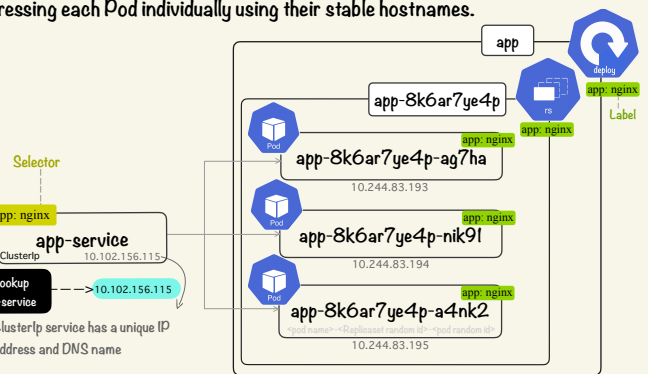 ressing each Pod individually using their stable hostnames.
app
deploy
app: nginx
Label
app-8k6ar7ye4p
rs
app: nginx
Pod
app: nginx
app-8k6ar7ye4p-ag7ha
10.244.83.193
Selector
pp: nginx
app-service
ClusterIp
10.102.156.115
Pod
app: nginx
app-8k6ar7ye4p-nik91
10.244.83.194
ookup
-service
10.102.156.115
Pod
app: nginx
app-8k6ar7ye4p-a4nk2
<pod name>-<Replicaset random id>-<pod random id>
10.244.83.195
lusterIp service has a unique IP
ddress and DNS name